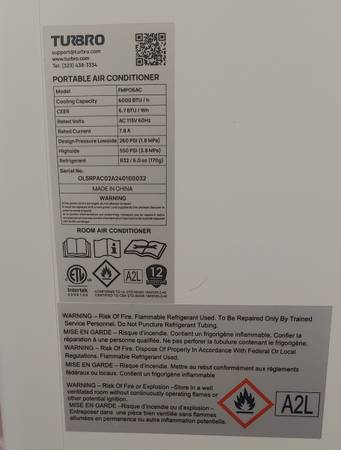 TURBRO
support@turbro.com
www.turbro.com
Tel: (323) 438-3334
PORTABLE AIR CONDITIONER
Model FMP06AC
Cooling Capacity 6000 BTU / h
CEER 6.7 BTU / Wh
Rated Volts AC 115V 60Hz
Rated Current 7.8 A
Design Pressure Lowside 260 PSI (1.8 MPa)
Highside 550 PSI (3.8 MPa)
Refrigerant R32 / 6.0 oz (170g)
Serial No.
OLSRPAC02A240100032
MADE IN CHINA
WARNING
ROOM AIR CONDITIONER
ETL
Intertek
A2L
12
WARNING – Risk Of Fire. Flammable Refrigerant Used. To Be Repaired Only By Trained
Service Personnel. Do Not Puncture Refrigerant Tubing.
MISE EN GARDE – Risque d'incendie. Contient un frigorigène inflammable. Confier la
réparation à une personne qualifiée. Ne pas perforer la tubulure contenant le frigorigène.
WARNING – Risk Of Fire. Dispose Of Properly In Accordance With Federal Or Local
Regulations. Flammable Refrigerant Used.
MISE EN GARDE – Risque d'incendie. Mettre au rebut conformément aux règlements
fédéraux ou locaux. Contient un frigorigène inflammable
WARNING – Risk Of Fire or Explosion –Store in a well
ventilated room without continuously operating flames or
other potential ignition.
MISE EN GARDE – Risque d'incendie ou d'explosion –
Entreposer dans une pièce bien ventilée sans flammes
allumées en permanence ou autre inflammation potentielles.
A2L